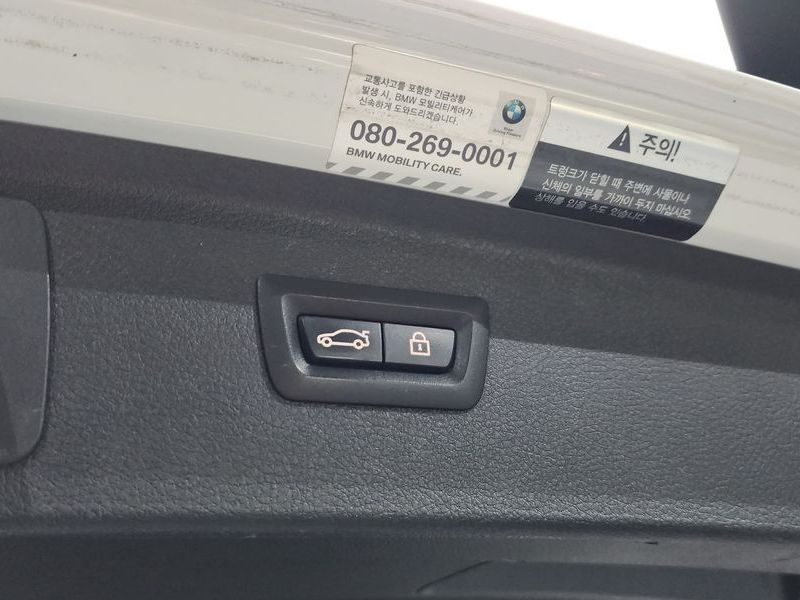 교통사고를 포함한 긴급상황
발생 시, BMW 모빌리티케어가
신속하게 도와드리겠습니다.
080-269-0001
BMW MOBILITY CARE.
주의!
트렁크가 닫힐 때 주변에 사물이나
신체의 일부를 가까이 두지 마십시오.
상해를 입을 수도 있습니다.